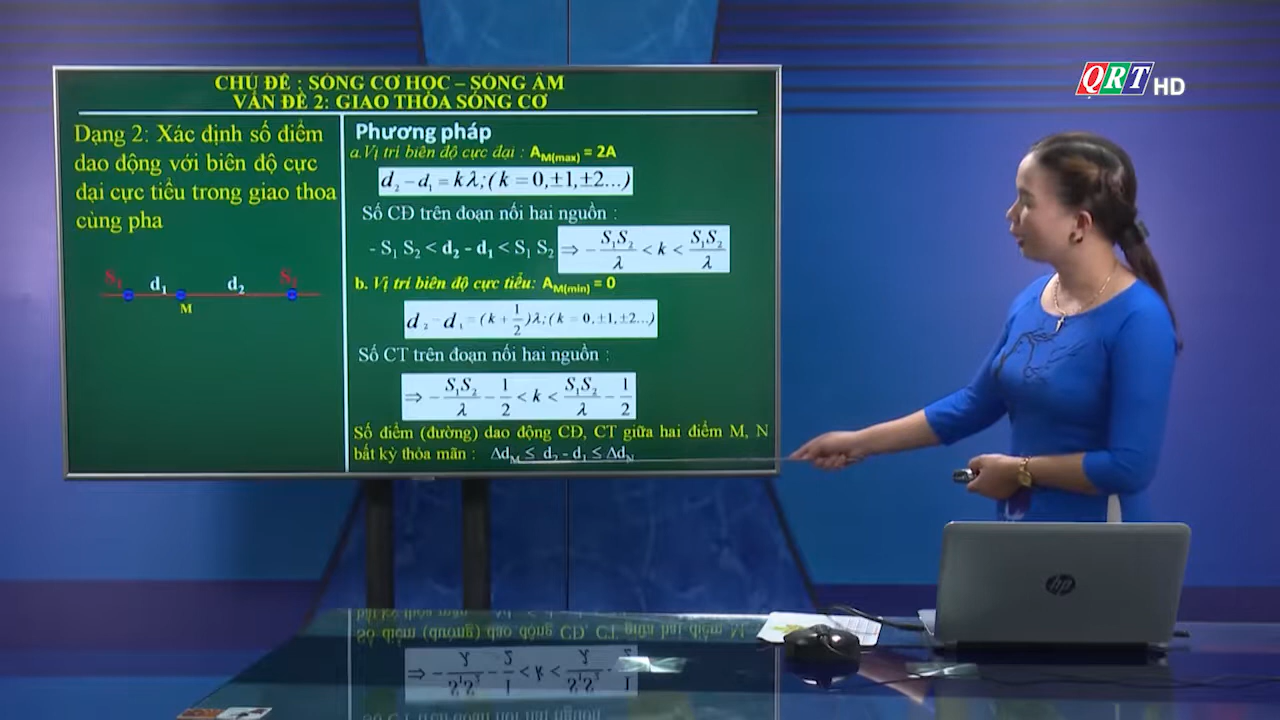 CHỦ ĐỀ : SÓNG CƠ HỌC – SÓNG ÂM
VẤN ĐỀ 2: GIAO THOA SÓNG CƠ
Dạng 2: Xác định số điểm
dao động với biên độ cực
đại cực tiểu trong giao thoa
cùng pha
S₁ d₁ d₂ S₂
M
Phương pháp
a.Vị trí biên độ cực đại : A_M(max) = 2A
d₂ – d₁ = kλ;(k = 0,±1,±2...)
Số CĐ trên đoạn nối hai nguồn :
- S₁ S₂ < d₂ - d₁ < S₁ S₂ ⇒ -S₁S₂/λ < k < S₁S₂/λ
b. Vị trí biên độ cực tiểu: A_M(min) = 0
d₂ – d₁ = (k + 1/2)λ;(k = 0,±1,±2...)
Số CT trên đoạn nối hai nguồn :
⇒ -S₁S₂/λ - 1/2 < k < S₁S₂/λ - 1/2
Số điểm (đường) dao động CĐ, CT giữa hai điểm M, N
bất kỳ thỏa mãn : Δd_M ≤ d₂ - d₁ ≤ Δd_N
QRT HD
hp